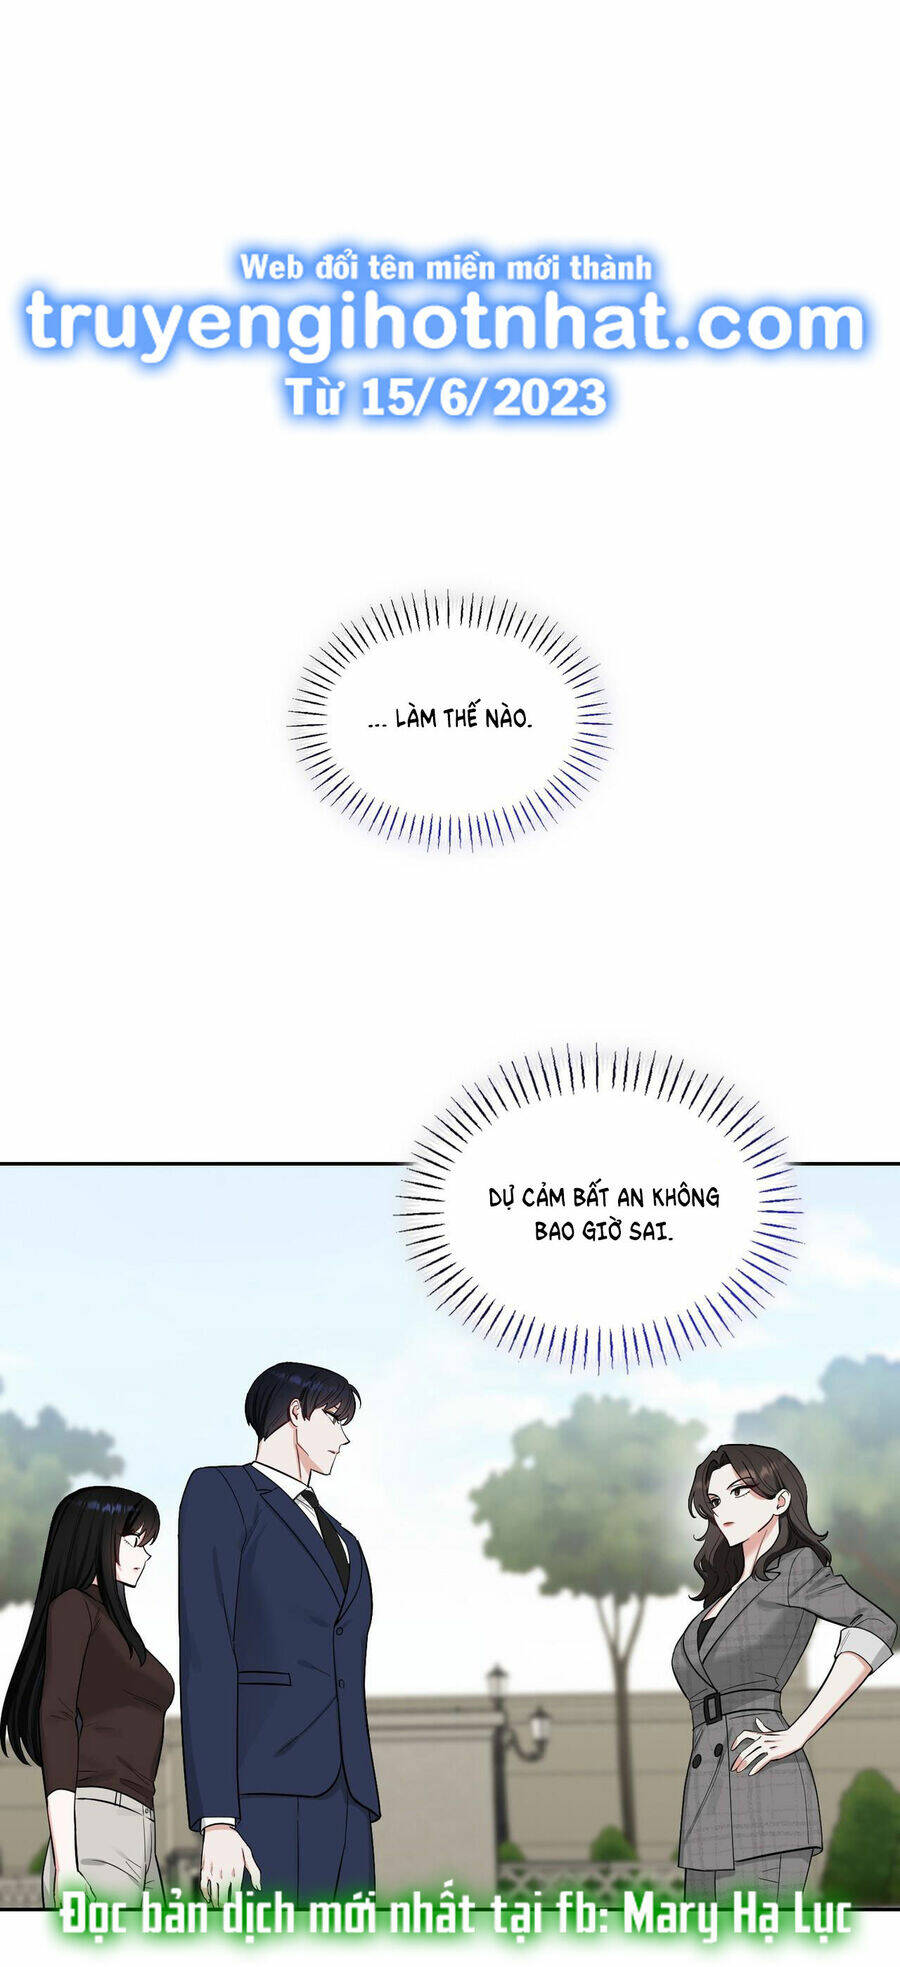 Web đổi tên miền mới thành
truyengihotnhat.com
Từ 15/6/2023
... LÀM THẾ NÀO.
DỰ CẢM BẤT AN KHÔNG
BAO GIỜ SAI.
Đọc bản dịch mới nhất tại fb: Mary Hạ Lục